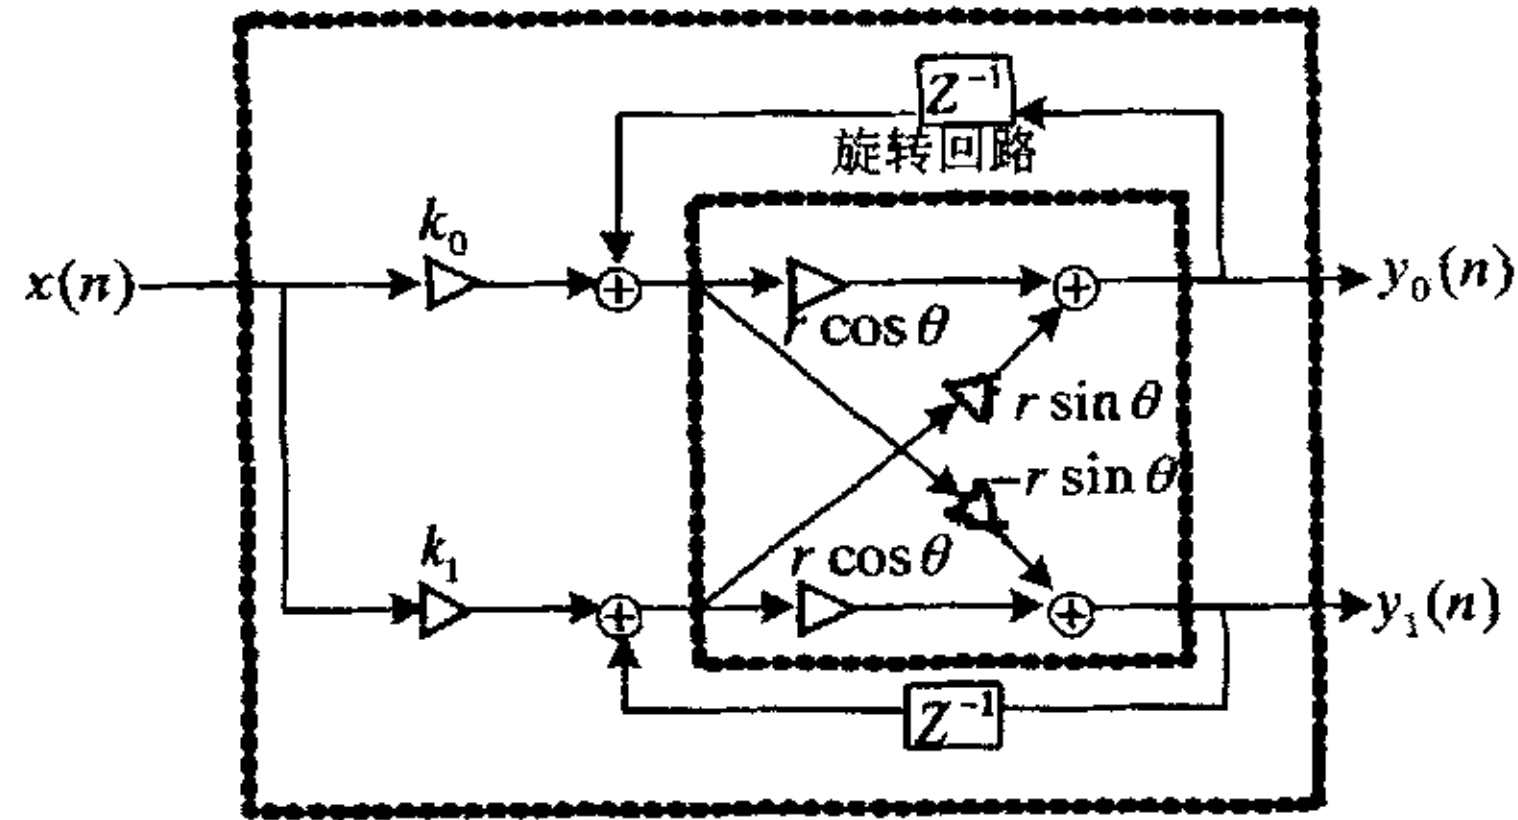 Z⁻¹
旋转回路
k₀
x(n)
y₀(n)
r cos θ
r sin θ
-r sin θ
k₁
r cos θ
y₁(n)
Z⁻¹